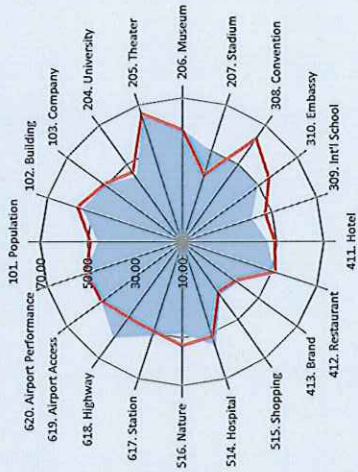 101. Population
102. Building
103. Company
204. University
205. Theater
206. Museum
207. Stadium
308. Convention
310. Embassy
309. Int'l School
411. Hotel
412. Restaurant
413. Brand
515. Shopping
514. Hospital
516. Nature
617. Station
618. Highway
619. Airport Access
620. Airport Performance
70.00
50.00
30.00
10.00